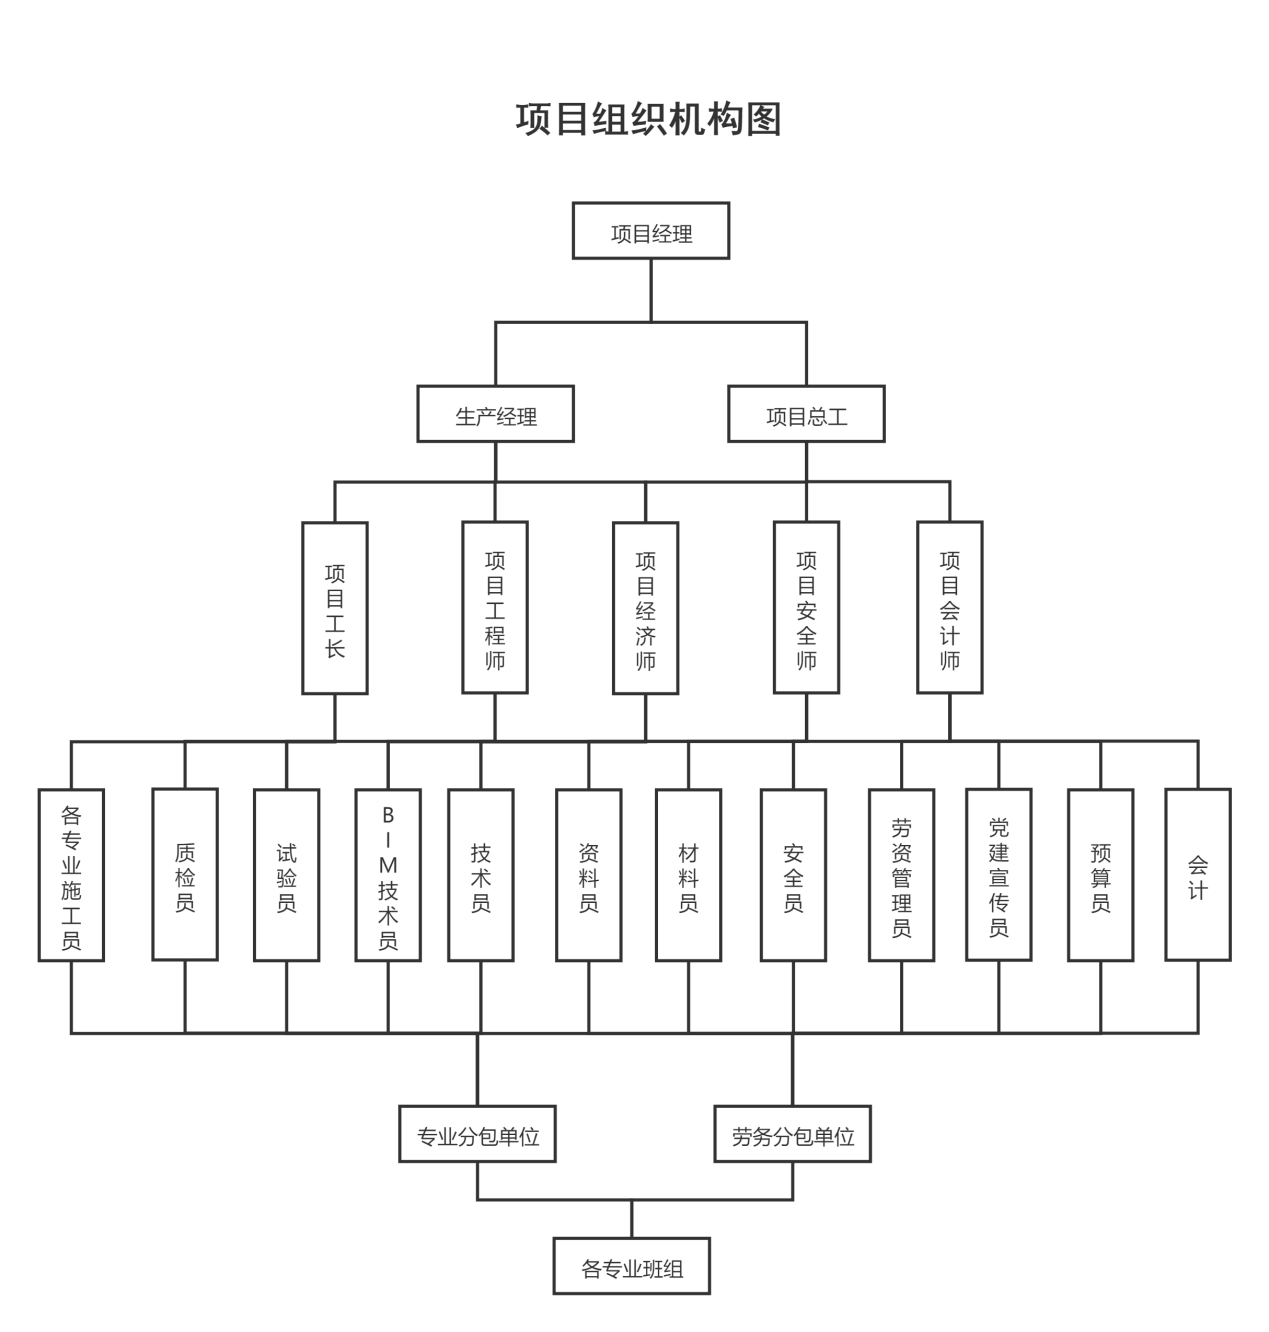 项目组织机构图
项目经理
生产经理
项目总工
项目工长
项目工程师
项目经济师
项目安全师
项目会计师
各专业施工员
质检员
试验员
BIM技术员
技术员
资料员
材料员
安全员
劳资管理员
党建宣传员
预算员
会计
专业分包单位
劳务分包单位
各专业班组